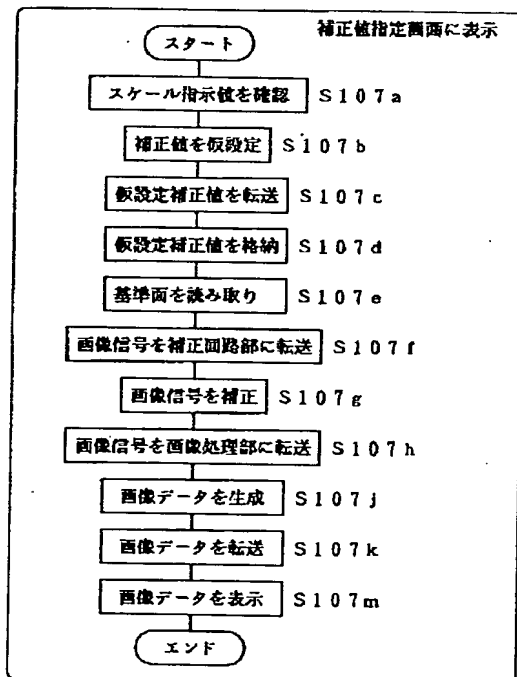 補正値指定画面に表示
スタート
スケール指示値を確認 S107a
補正値を仮設定 S107b
仮設定補正値を転送 S107c
仮設定補正値を格納 S107d
基準面を読み取り S107e
画像信号を補正回路部に転送 S107f
画像信号を補正 S107g
画像信号を画像処理部に転送 S107h
画像データを生成 S107j
画像データを転送 S107k
画像データを表示 S107m
エンド